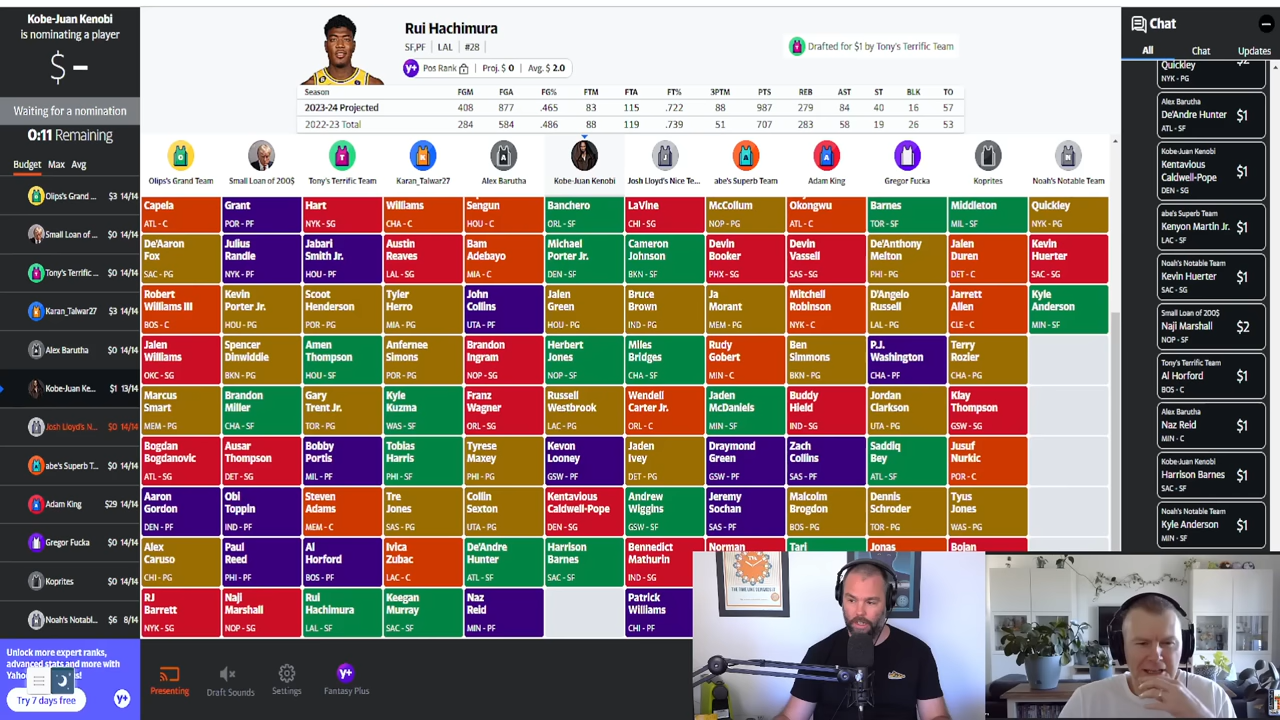 Kobe-Juan Kenobi
is nominating a player
$ –
Waiting for a nomination
0:11 Remaining
Budget Max Avg
Olips's Grand ... $3 14/14
Small Loan of ... $0 14/14
Tony's Terrific ... $0 14/14
Karan_Talwar27 $0 14/14
Alex Barutha $0 14/14
Kobe-Juan Ke... $1 13/14
Josh Lloyd's N... $0 14/14
abe's Superb T... $0 14/14
Adam King $29 14/14
Gregor Fucka $0 14/14
Koprites $0 14/14
Noah's Notabl... $6 8/14
Unlock more expert ranks,
advanced stats and more with
Try 7 days free
y+
Rui Hachimura
SF,PF LAL #28
y+ Pos Rank Proj. $ 0 Avg. $ 2.0
Drafted for $1 by Tony's Terrific Team
Season FGM FGA FG% FTM FTA FT% 3PTM PTS REB AST ST BLK TO
2023-24 Projected 408 877 .465 83 115 .722 88 987 279 84 40 16 57
2022-23 Total 284 584 .486 88 119 .739 51 707 283 58 19 26 53
Olips's Grand Team Small Loan of 200$ Tony's Terrific Team Karan_Talwar27 Alex Barutha Kobe-Juan Kenobi Josh Lloyd's Nice Te... abe's Superb Team Adam King Gregor Fucka Koprites Noah's Notable Team
Capela Grant Hart Williams Sengun Banchero LaVine McCollum Okongwu Barnes Middleton Quickley
ATL - C POR - PF NYK - SG CHA - C HOU - C ORL - SF CHI - SG NOP - PG ATL - C TOR - SF MIL - SF NYK - PG
De'Aaron Julius Jabari Austin Bam Michael Cameron Devin Devin De'Anthony Jalen Kevin
Fox Randle Smith Jr. Reaves Adebayo Porter Jr. Johnson Booker Vassell Melton Duren Huerter
SAC - PG NYK - PF HOU - PF LAL - SG MIA - C DEN - SF BKN - SF PHX - SG SAS - SG PHI - PG DET - C SAC - SG
Robert Kevin Scoot Tyler John Jalen Bruce Ja Mitchell D'Angelo Jarrett Kyle
Williams III Porter Jr. Henderson Herro Collins Green Brown Morant Robinson Russell Allen Anderson
BOS - C HOU - PG POR - PG MIA - PG UTA - PF HOU - PG IND - PG MEM - PG NYK - C LAL - PG CLE - C MIN - SF
Jalen Spencer Amen Anfernee Brandon Herbert Miles Rudy Ben P.J. Terry
Williams Dinwiddie Thompson Simons Ingram Jones Bridges Gobert Simmons Washington Rozier
OKC - SG BKN - PG HOU - SF POR - PG NOP - SG NOP - SF CHA - SF MIN - C BKN - PG CHA - PF CHA - PG
Marcus Brandon Gary Kyle Franz Russell Wendell Jaden Buddy Jordan Klay
Smart Miller Trent Jr. Kuzma Wagner Westbrook Carter Jr. McDaniels Hield Clarkson Thompson
MEM - PG CHA - SF TOR - PG WAS - SF ORL - SG LAC - PG ORL - C MIN - SF IND - SG UTA - PG GSW - SG
Bogdan Ausar Bobby Tobias Tyrese Kevon Jaden Draymond Zach Saddiq Jusuf
Bogdanovic Thompson Portis Harris Maxey Looney Ivey Green Collins Bey Nurkic
ATL - SG DET - SG MIL - PF PHI - SF PHI - PG GSW - PF DET - PG GSW - PF SAS - PF ATL - SF POR - C
Aaron Obi Steven Tre Collin Kentavious Andrew Jeremy Malcolm Dennis Tyus
Gordon Toppin Adams Jones Sexton Caldwell-Pope Wiggins Sochan Brogdon Schroder Jones
DEN - PF IND - PF MEM - C SAS - PG UTA - PG DEN - SG GSW - SF SAS - PF BOS - PG TOR - PG WAS - PG
Alex Paul Al Ivica De'Andre Harrison Bennedict Norman Tari Jonas Bojan
Caruso Reed Horford Zubac Hunter Barnes Mathurin
CHI - PG PHI - PF BOS - PF LAC - C ATL - SF SAC - SF IND - SG
RJ Naji Rui Keegan Naz Patrick
Barrett Marshall Hachimura Murray Reid Williams
NYK - SG NOP - SG LAL - SF SAC - SF MIN - PF CHI - PF
Presenting Draft Sounds Settings Fantasy Plus
Chat
All Chat Updates
Quickley $2
NYK - PG
Alex Barutha
De'Andre Hunter $1
ATL - SF
Kobe-Juan Kenobi
Kentavious
Caldwell-Pope $1
DEN - SG
abe's Superb Team
Kenyon Martin Jr. $1
LAC - SF
Noah's Notable Team
Kevin Huerter $1
SAC - SG
Small Loan of 200$
Naji Marshall $2
NOP - SF
Tony's Terrific Team
Al Horford $1
BOS - C
Alex Barutha
Naz Reid $1
MIN - C
Kobe-Juan Kenobi
Harrison Barnes $1
SAC - SF
Noah's Notable Team
Kyle Anderson $1
MIN - SF